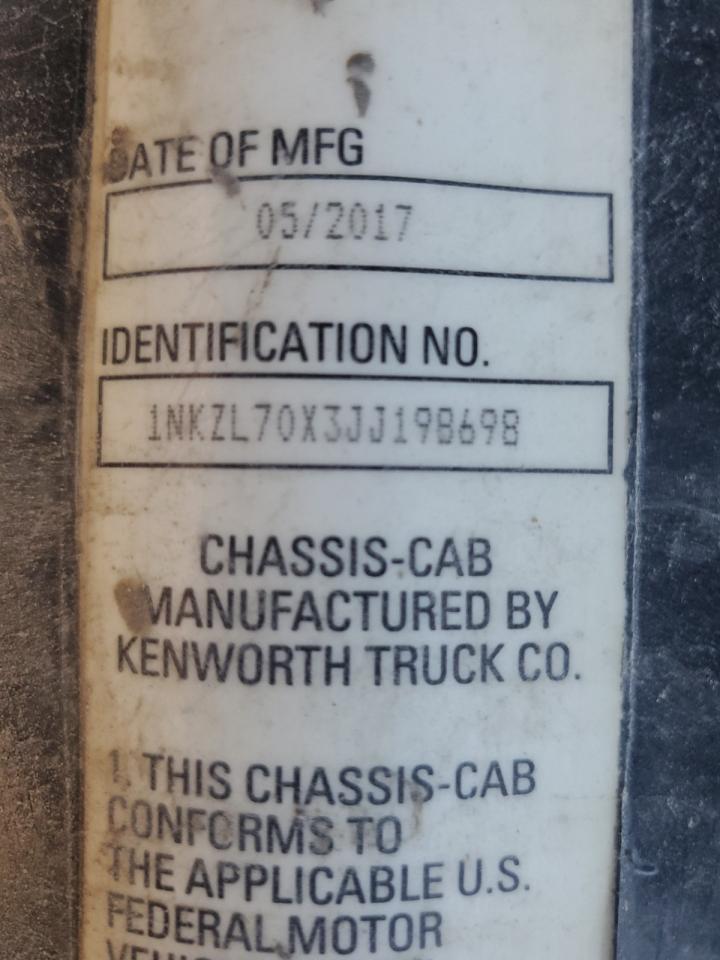 DATE OF MFG
05/2017
IDENTIFICATION NO.
1NKZL70X3JJ198698
CHASSIS-CAB
MANUFACTURED BY
KENWORTH TRUCK CO.
1. THIS CHASSIS-CAB
CONFORMS TO
THE APPLICABLE U.S.
FEDERAL MOTOR